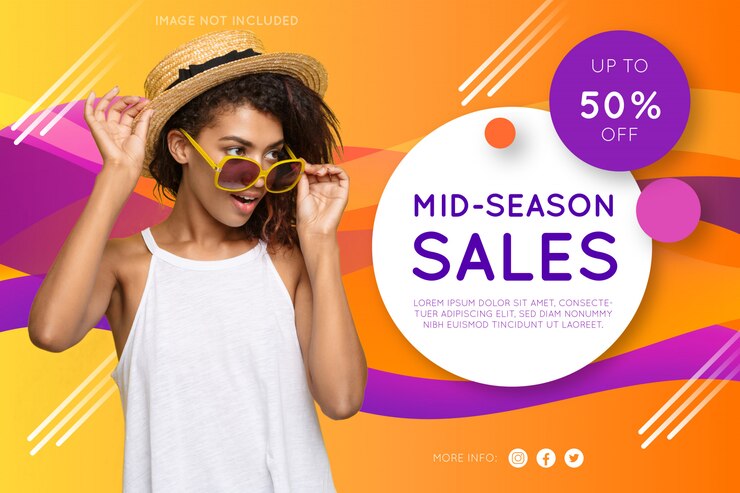 IMAGE NOT INCLUDED
UP TO
50%
OFF
MID-SEASON
SALES
LOREM IPSUM DOLOR SIT AMET, CONSECTE-
TUER ADIPISCING ELIT, SED DIAM NONUMMY
NIBH EUISMOD TINCIDUNT UT LAOREET
MORE INFO: